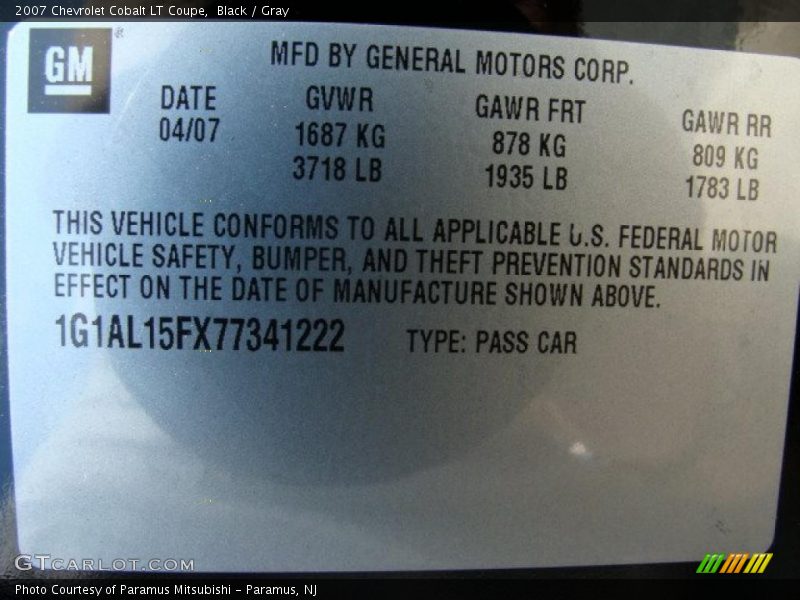 2007 Chevrolet Cobalt LT Coupe, Black / Gray
GM®
MFD BY GENERAL MOTORS CORP.
DATE GVWR GAWR FRT GAWR RR
04/07 1687 KG 878 KG 809 KG
3718 LB 1935 LB 1783 LB
THIS VEHICLE CONFORMS TO ALL APPLICABLE U.S. FEDERAL MOTOR
VEHICLE SAFETY, BUMPER, AND THEFT PREVENTION STANDARDS IN
EFFECT ON THE DATE OF MANUFACTURE SHOWN ABOVE.
1G1AL15FX77341222 TYPE: PASS CAR
GTCARLOT.COM
Photo Courtesy of Paramus Mitsubishi - Paramus, NJ